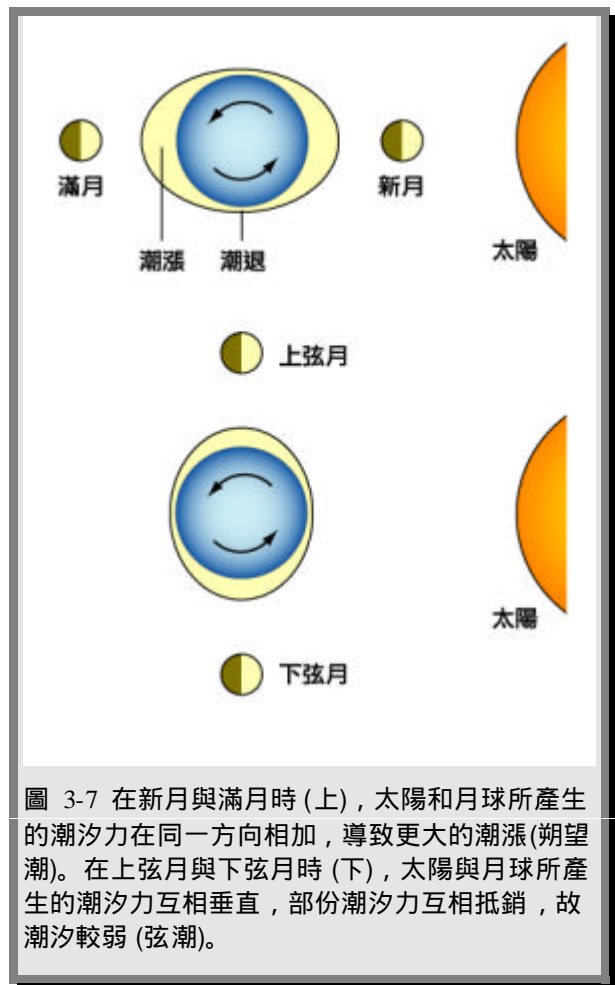 滿月
新月
潮漲 潮退
太陽
上弦月
太陽
下弦月
圖 3-7 在新月與滿月時 (上)，太陽和月球所產生
的潮汐力在同一方向相加，導致更大的潮漲(朔望
潮)。在上弦月與下弦月時 (下)，太陽與月球所產
生的潮汐力互相垂直，部份潮汐力互相抵銷，故
潮汐較弱 (弦潮)。